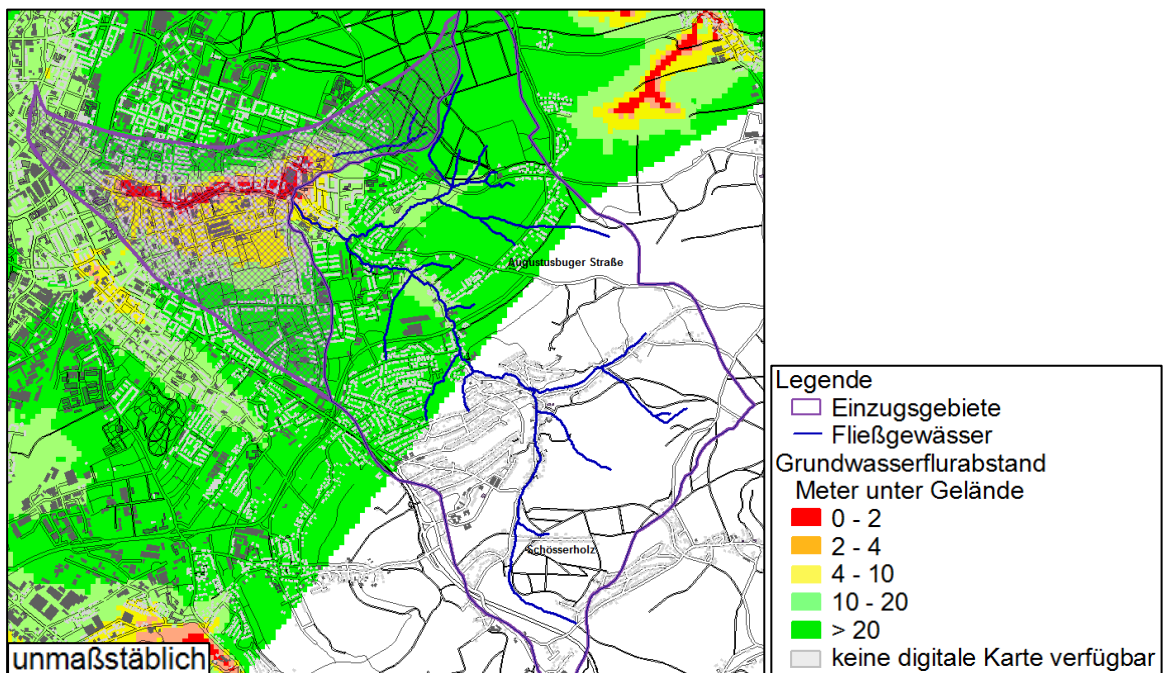 Augustusbuger Straße
Schösserholz
unmaßstäblich
Legende
Einzugsgebiete
Fließgewässer
Grundwasserflurabstand
Meter unter Gelände
0 - 2
2 - 4
4 - 10
10 - 20
> 20
keine digitale Karte verfügbar